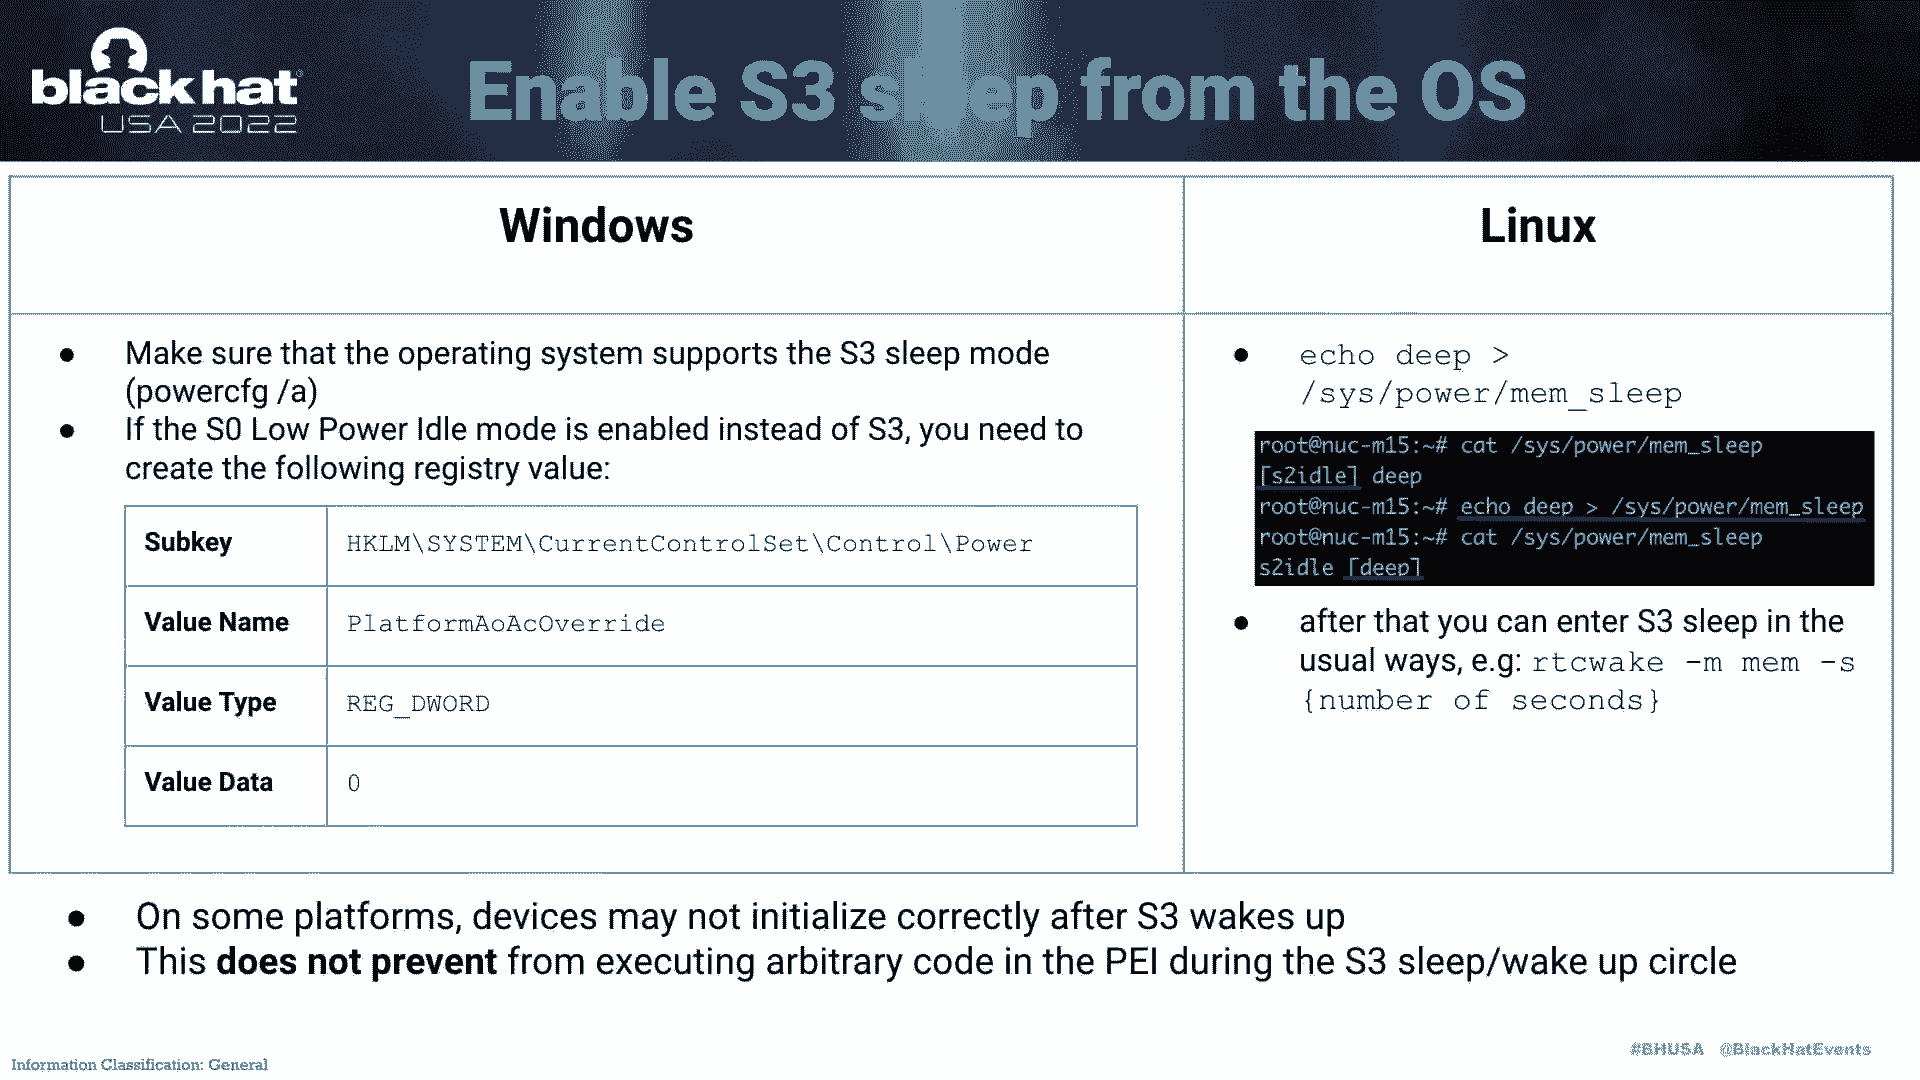 black hat
USA 2022
Enable S3 sleep from the OS
Windows
● Make sure that the operating system supports the S3 sleep mode
(powercfg /a)
● If the S0 Low Power Idle mode is enabled instead of S3, you need to
create the following registry value:
Subkey HKLM\SYSTEM\CurrentControlSet\Control\Power
Value Name PlatformAoAcOverride
Value Type REG_DWORD
Value Data 0
Linux
● echo deep >
/sys/power/mem_sleep
root@nuc-m15:~# cat /sys/power/mem_sleep
[s2idle] deep
root@nuc-m15:~# echo deep > /sys/power/mem_sleep
root@nuc-m15:~# cat /sys/power/mem_sleep
s2idle [deep]
● after that you can enter S3 sleep in the
usual ways, e.g: rtcwake -m mem -s
{number of seconds}
● On some platforms, devices may not initialize correctly after S3 wakes up
● This does not prevent from executing arbitrary code in the PEI during the S3 sleep/wake up circle
#BHUSA @BlackHatEvents
Information Classification: General